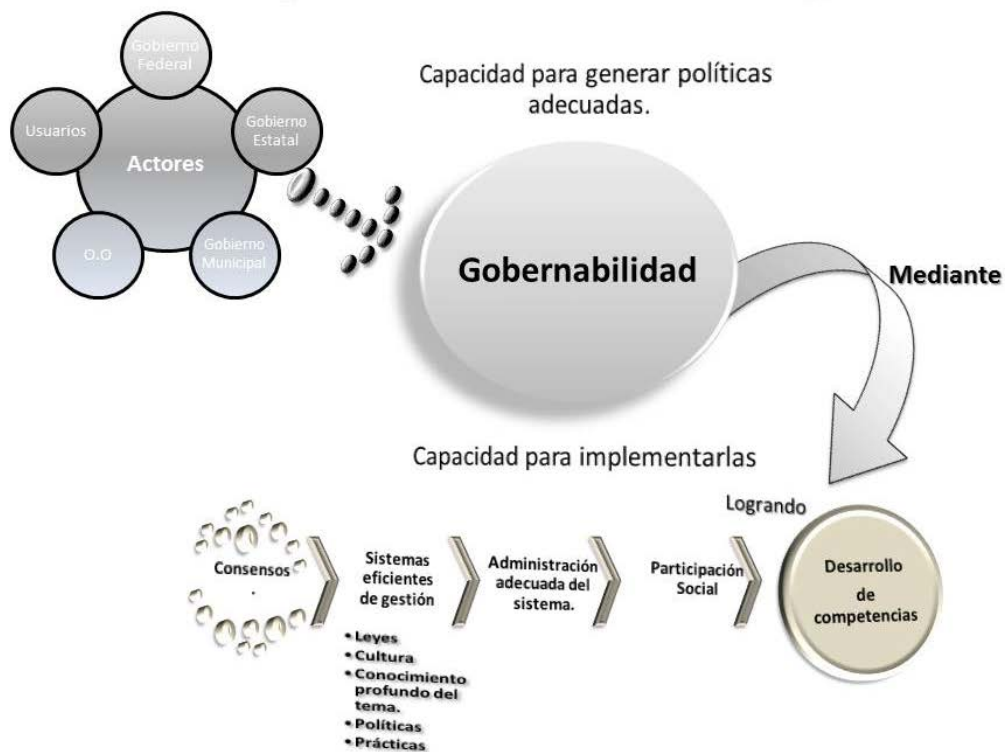 Gobierno
Federal
Usuarios
Gobierno
Estatal
Actores
O.O
Gobierno
Municipal
Capacidad para generar políticas
adecuadas.
Gobernabilidad
Mediante
Capacidad para implementarlas
Logrando
Consensos
.
Sistemas
eficientes
de gestión
• Leyes
• Cultura
• Conocimiento
profundo del
tema.
• Políticas
• Prácticas
Administración
adecuada del
sistema.
Participación
Social
Desarrollo
de
competencias